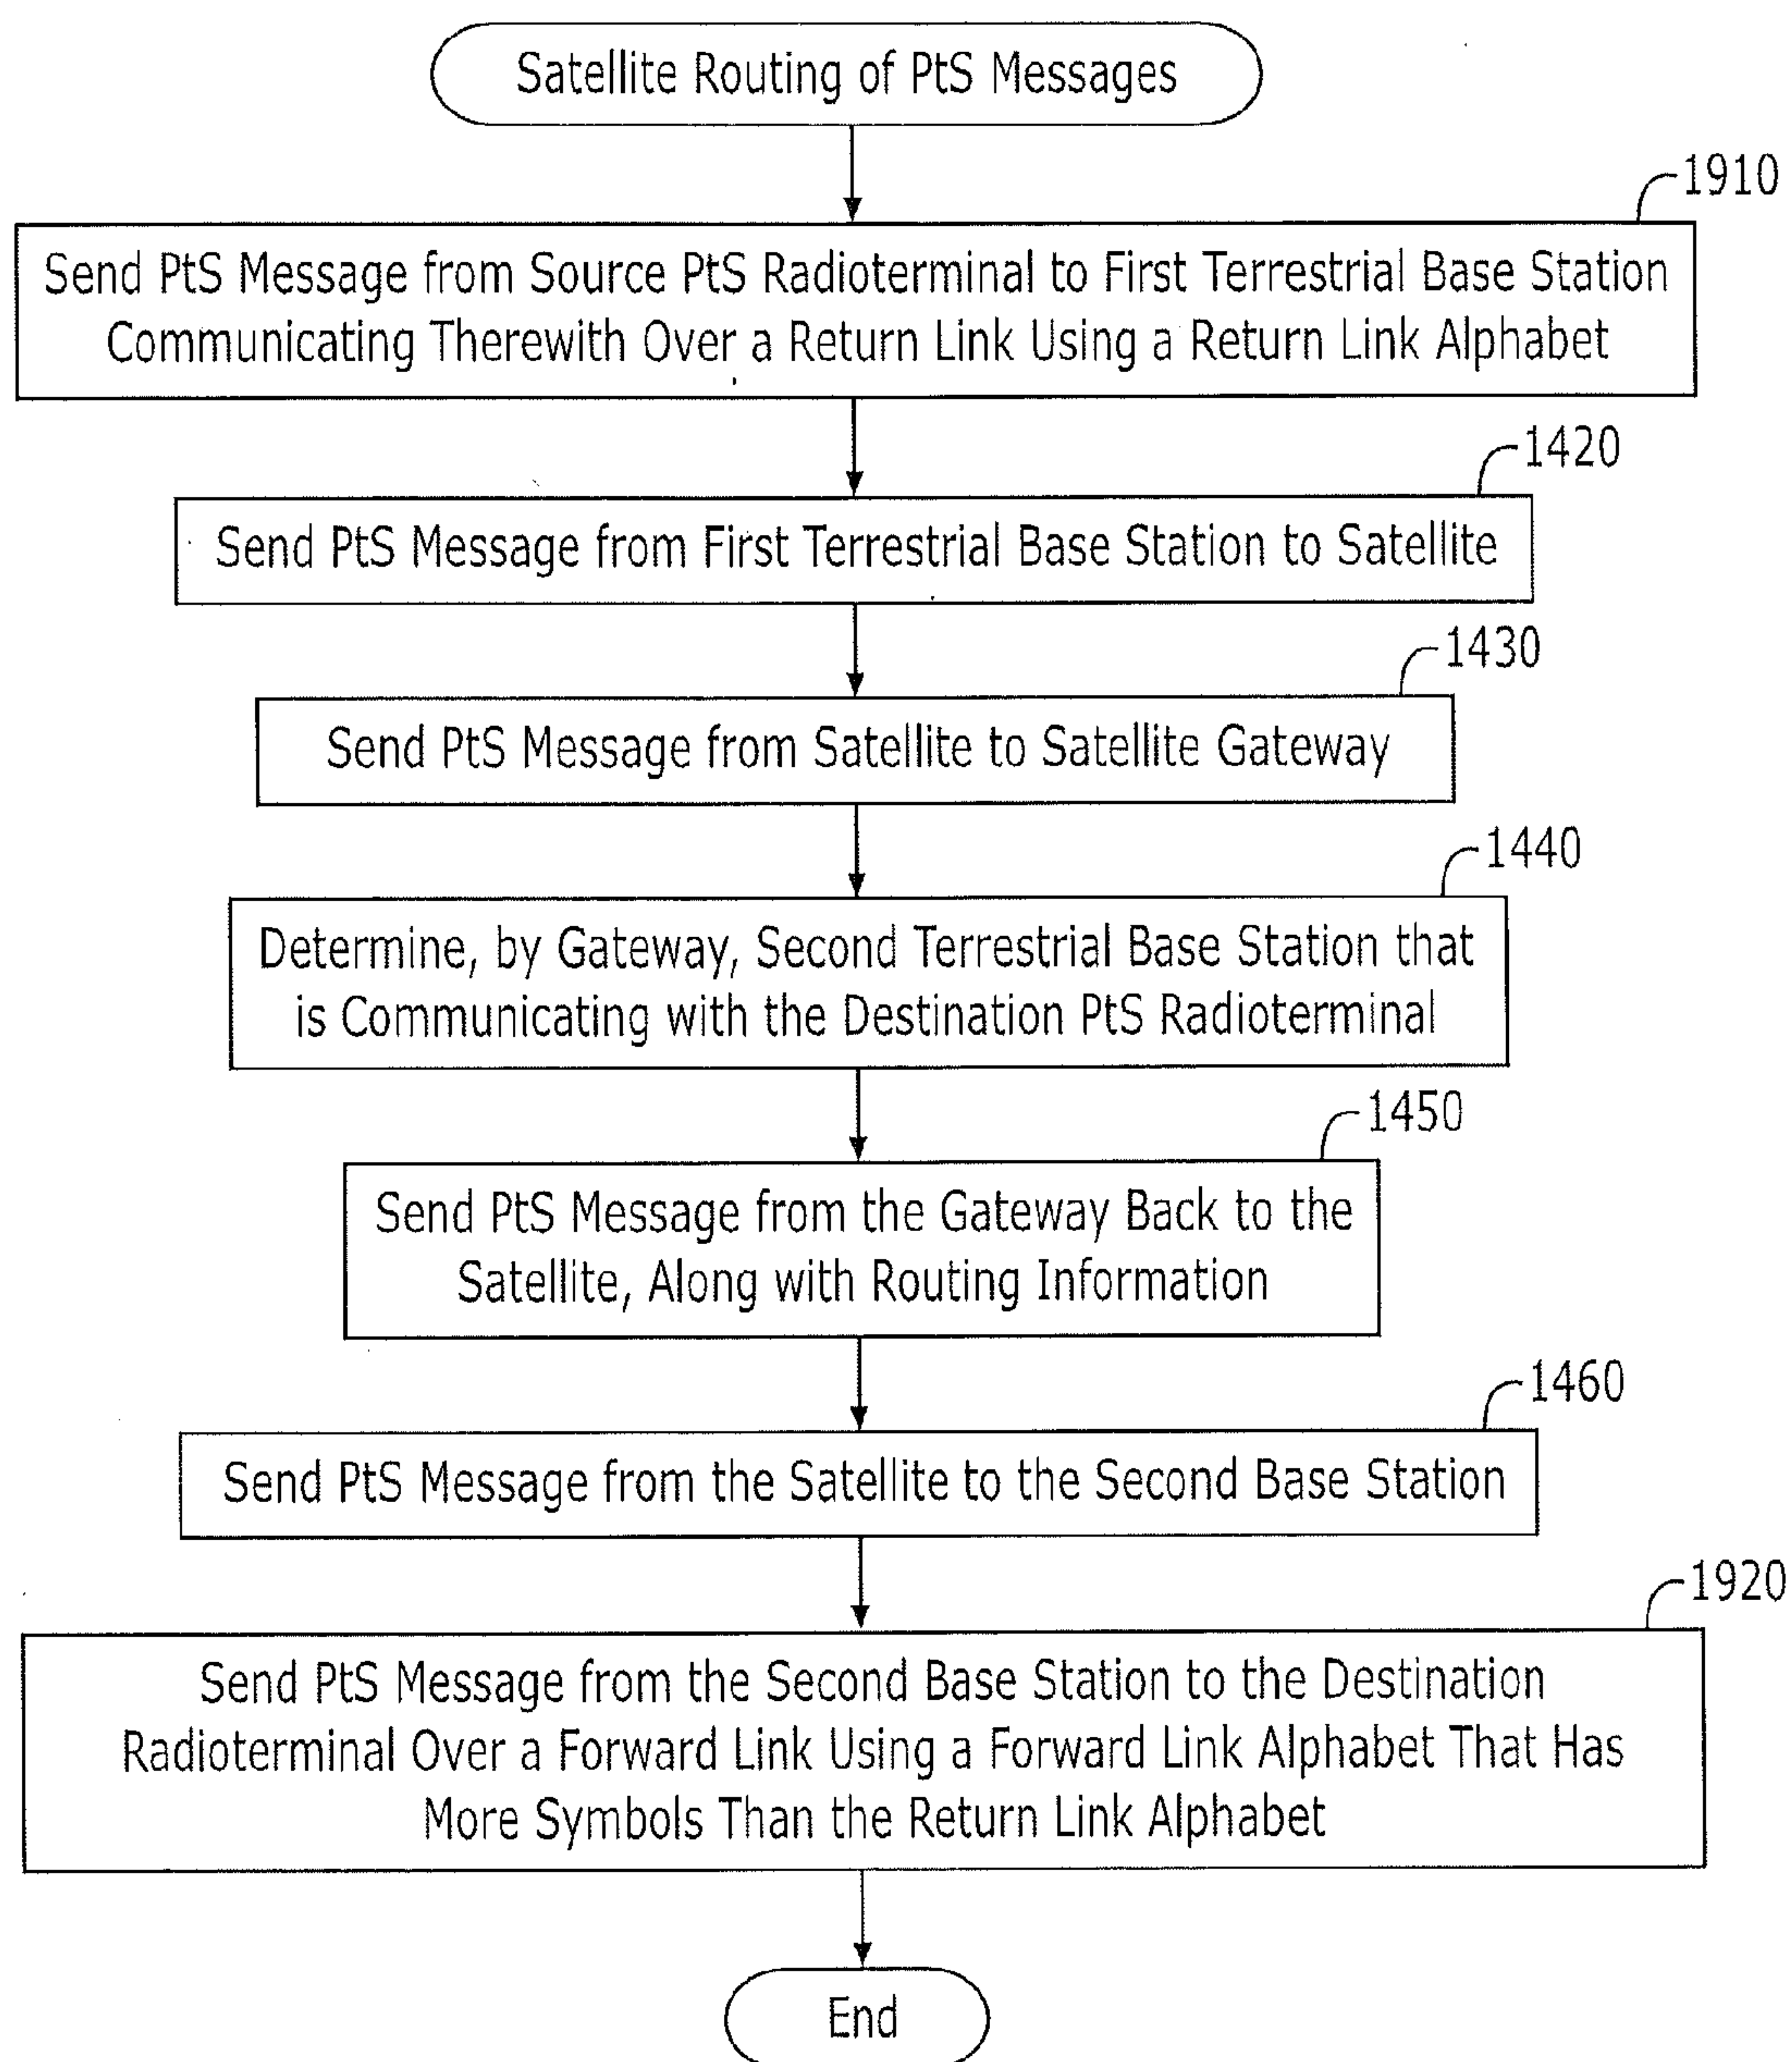 Satellite Routing of PtS Messages
1910
Send PtS Message from Source PtS Radioterminal to First Terrestrial Base Station
Communicating Therewith Over a Return Link Using a Return Link Alphabet
1420
Send PtS Message from First Terrestrial Base Station to Satellite
1430
Send PtS Message from Satellite to Satellite Gateway
1440
Determine, by Gateway, Second Terrestrial Base Station that
is Communicating with the Destination PtS Radioterminal
1450
Send PtS Message from the Gateway Back to the
Satellite, Along with Routing Information
1460
Send PtS Message from the Satellite to the Second Base Station
1920
Send PtS Message from the Second Base Station to the Destination
Radioterminal Over a Forward Link Using a Forward Link Alphabet That Has
More Symbols Than the Return Link Alphabet
End